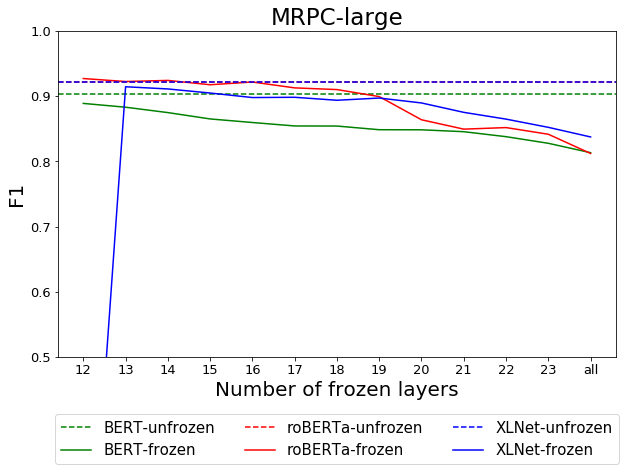 MRPC-large
1.0
0.9
0.8
0.7
0.6
0.5
F1
12 13 14 15 16 17 18 19 20 21 22 23 all
Number of frozen layers
BERT-unfrozen roBERTa-unfrozen XLNet-unfrozen
BERT-frozen roBERTa-frozen XLNet-frozen